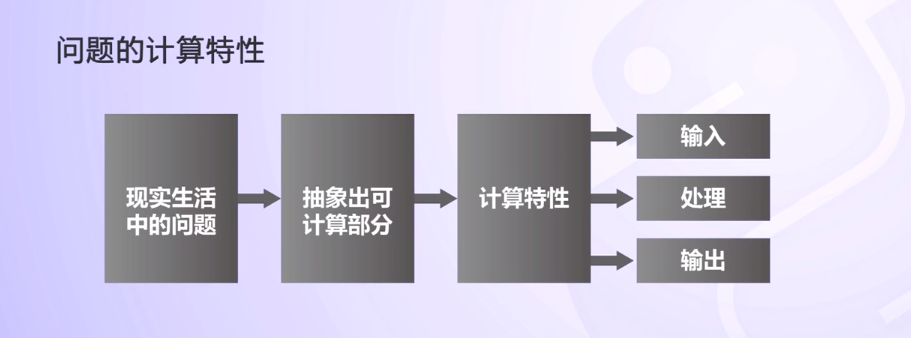 问题的计算特性
现实生活
中的问题
抽象出可
计算部分
计算特性
输入
处理
输出